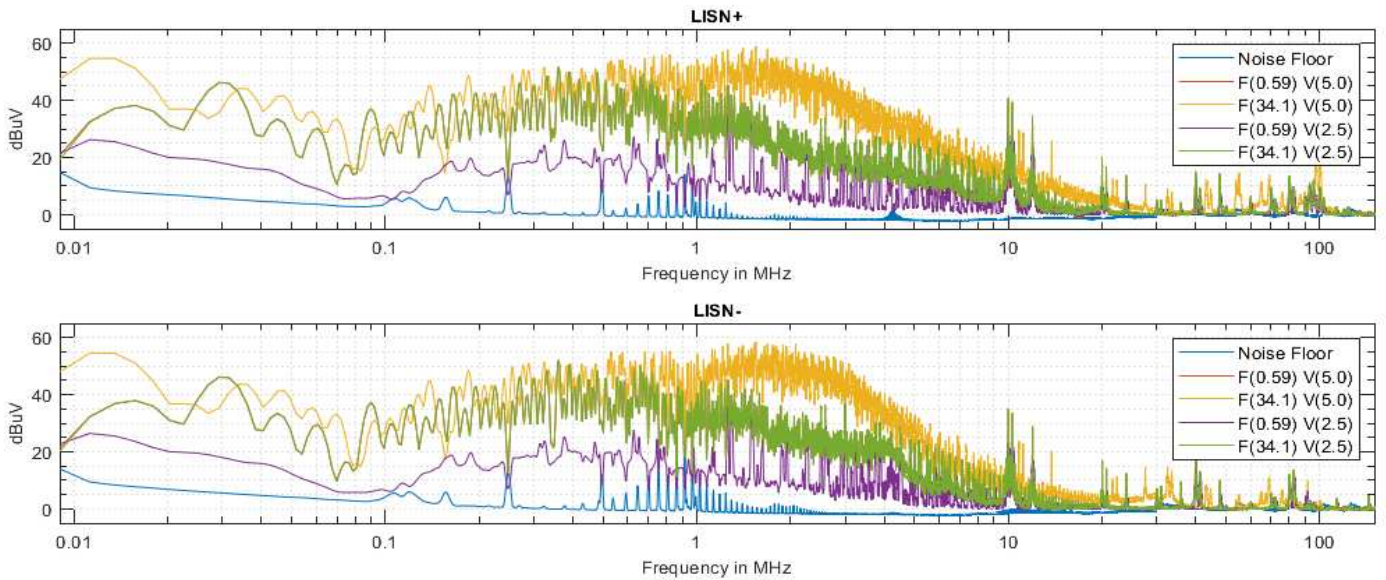 LISN+
60
40
20
0
dBuV
Noise Floor
F(0.59) V(5.0)
F(34.1) V(5.0)
F(0.59) V(2.5)
F(34.1) V(2.5)
0.01 0.1 1 10 100
Frequency in MHz
LISN-
60
40
20
0
dBuV
Noise Floor
F(0.59) V(5.0)
F(34.1) V(5.0)
F(0.59) V(2.5)
F(34.1) V(2.5)
0.01 0.1 1 10 100
Frequency in MHz